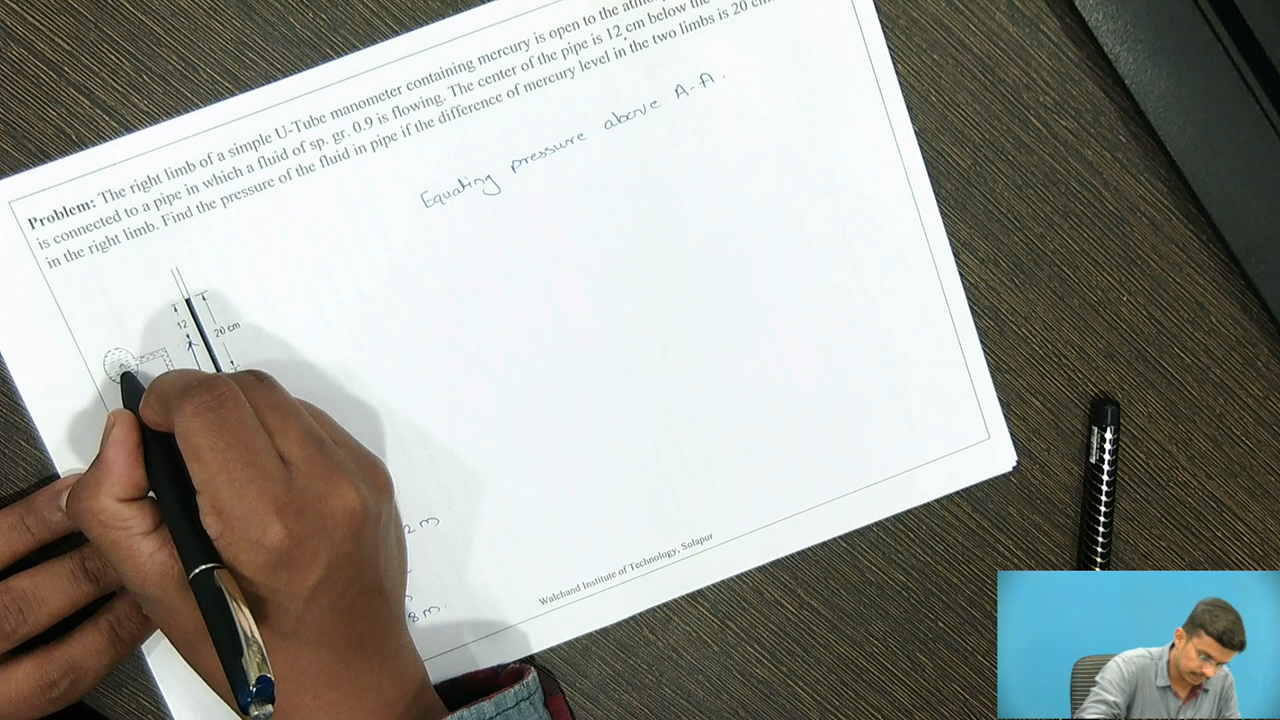 Problem: The right limb of a simple U-Tube manometer containing mercury is open to the
is connected to a pipe in which a fluid of sp. gr. 0.9 is flowing. The center of the pipe is 12 cm below the
in the right limb. Find the pressure of the fluid in pipe if the difference of mercury level in the two limbs is 20 cm.
Equating pressure above A-A.
12
20 cm
2 m
8 m.
Walchand Institute of Technology, Solapur